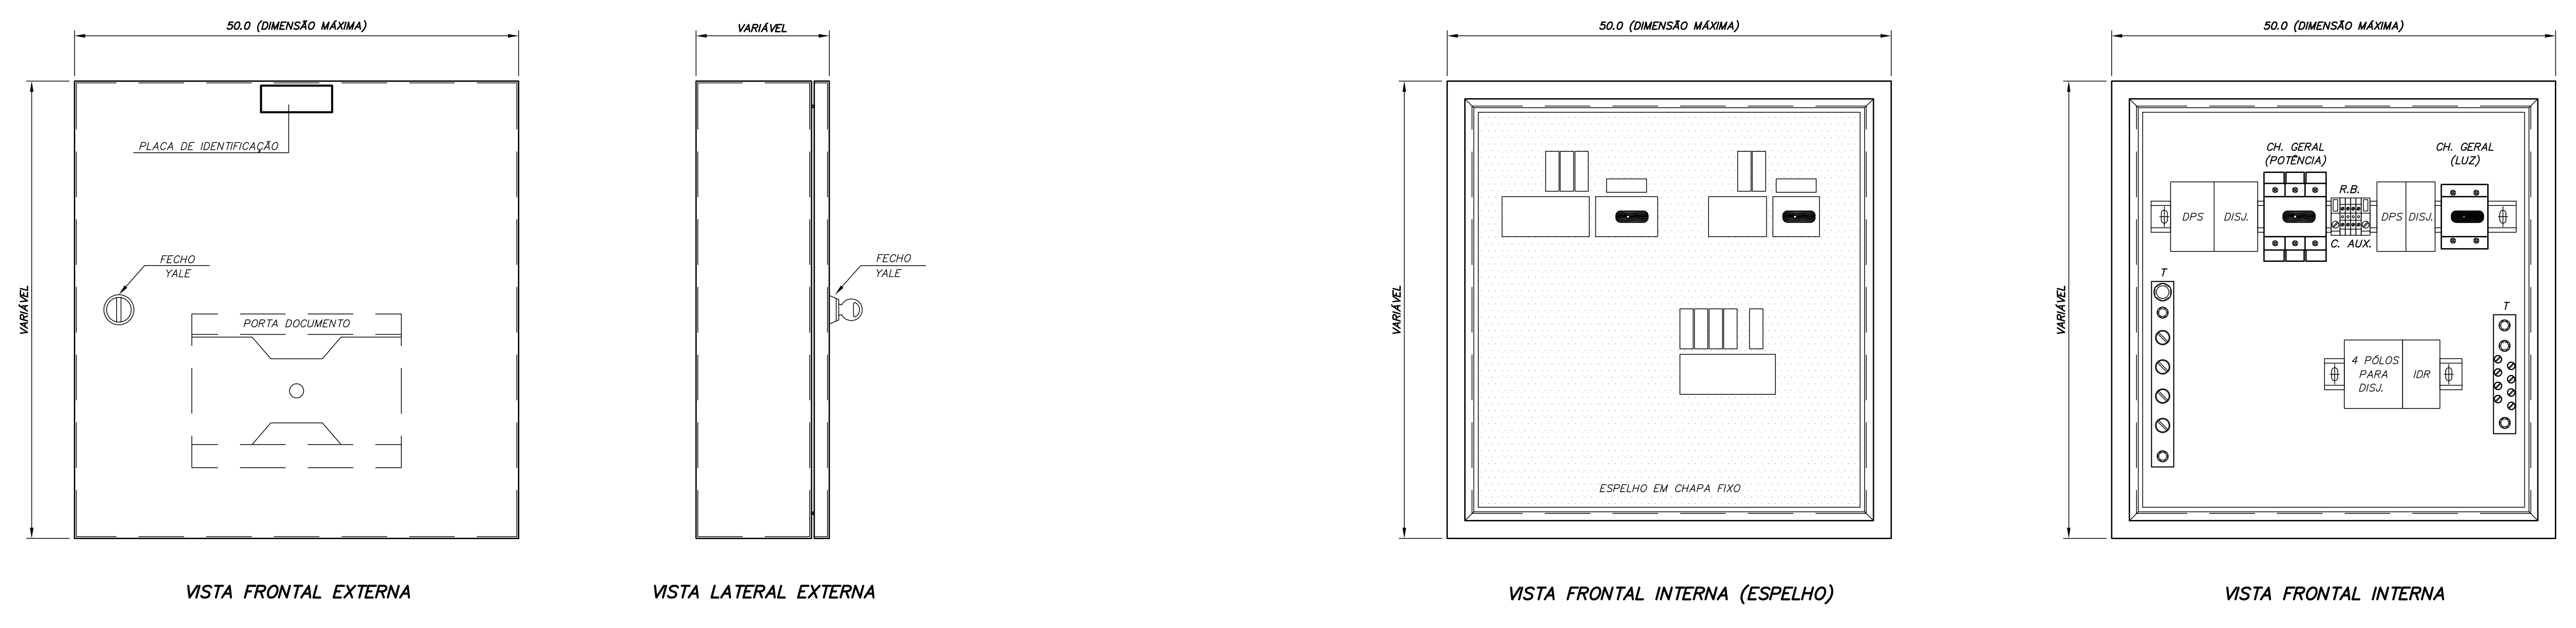 50.0 (DIMENSÃO MÁXIMA)
PLACA DE IDENTIFICAÇÃO
VARIÁVEL
FECHO
YALE
PORTA DOCUMENTO
VISTA FRONTAL EXTERNA
VARIÁVEL
FECHO
YALE
VISTA LATERAL EXTERNA
50.0 (DIMENSÃO MÁXIMA)
VARIÁVEL
ESPELHO EM CHAPA FIXO
VISTA FRONTAL INTERNA (ESPELHO)
50.0 (DIMENSÃO MÁXIMA)
VARIÁVEL
CH. GERAL
(POTÊNCIA)
CH. GERAL
(LUZ)
R.B.
DPS
DISJ.
DPS
DISJ.
C. AUX.
T
T
4 PÓLOS
PARA
DISJ.
IDR
VISTA FRONTAL INTERNA